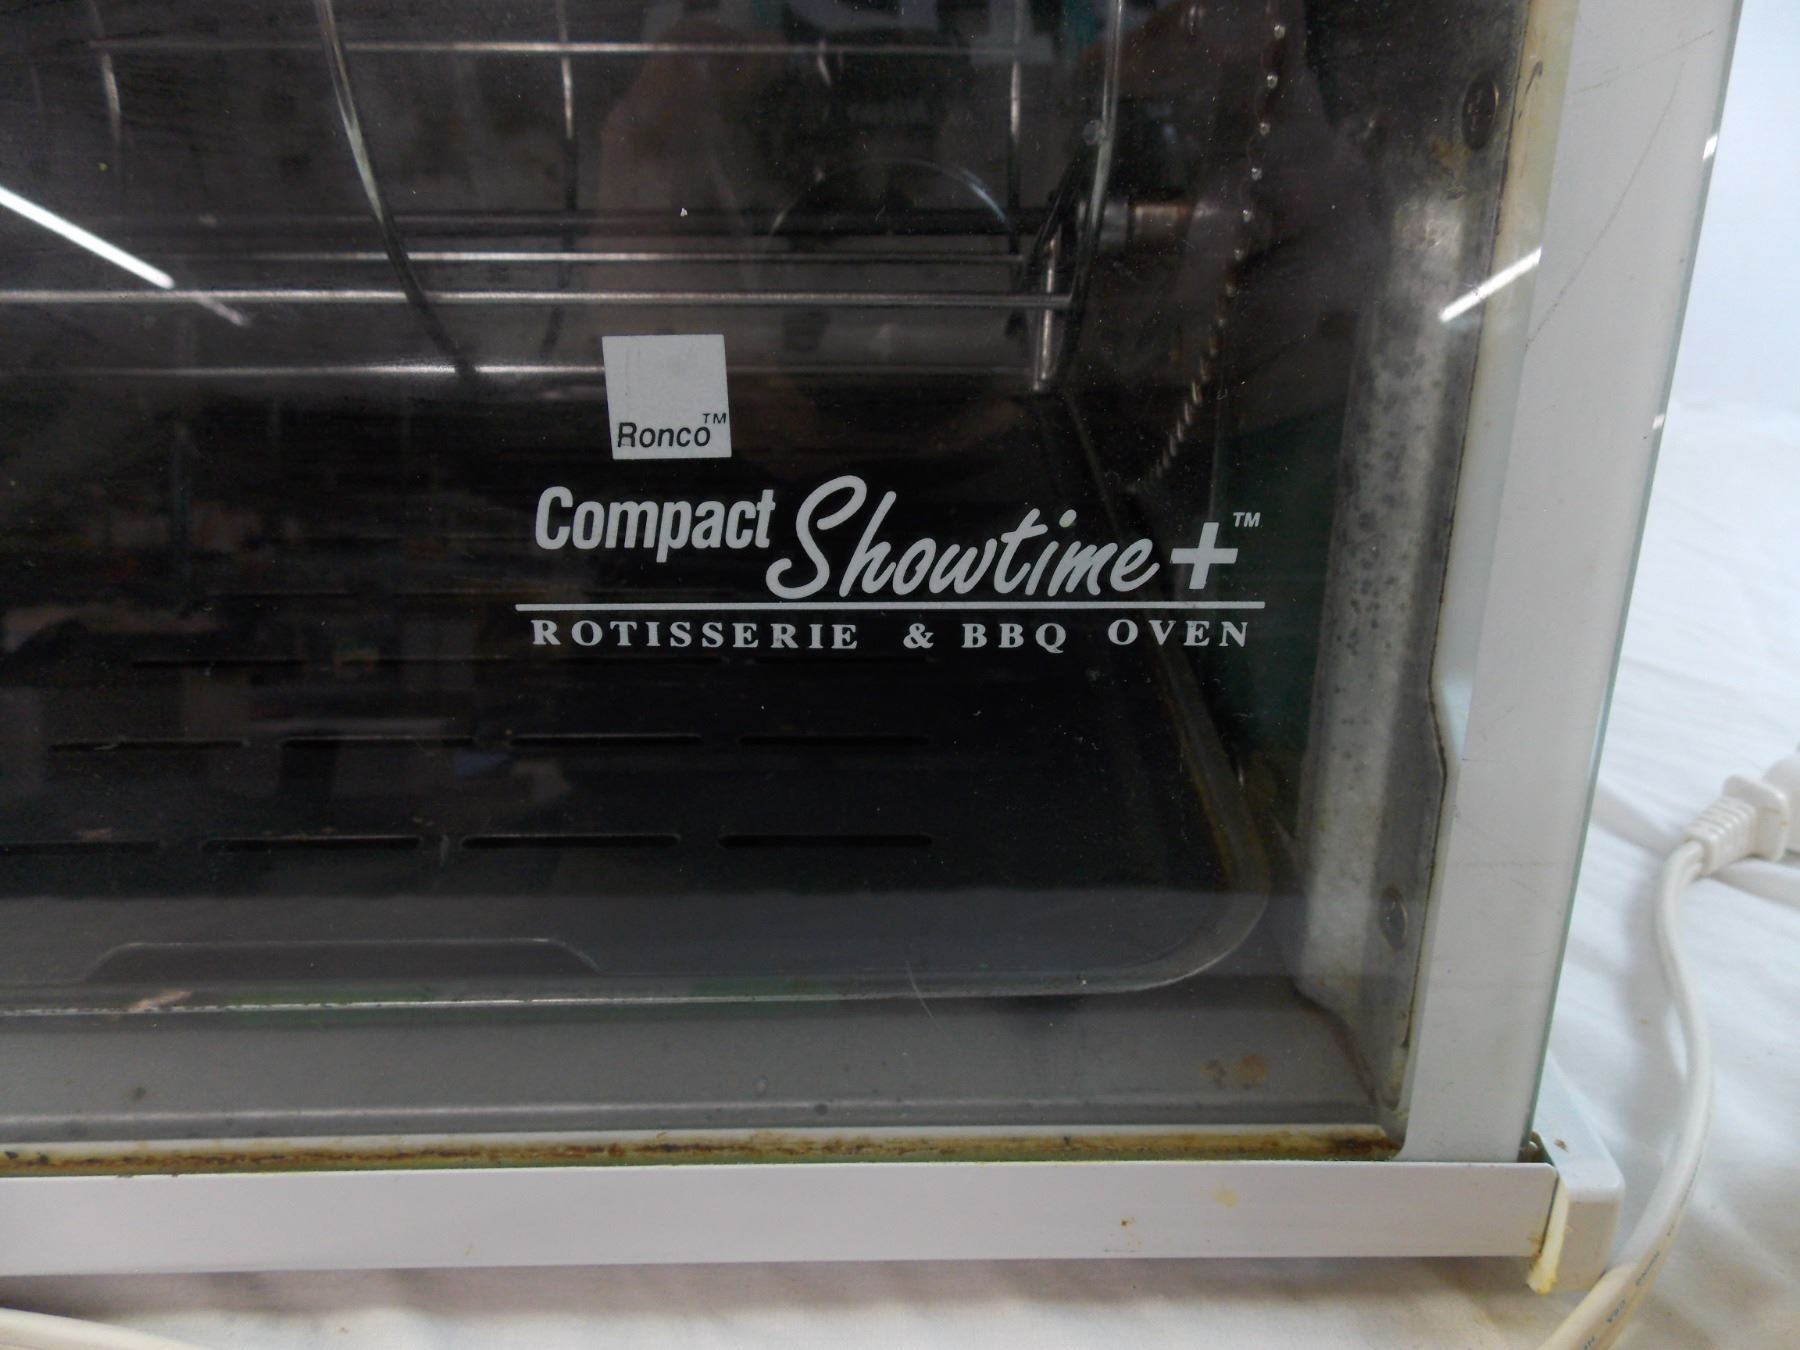 Ronco™
Compact Showtime +™
ROTISSERIE & BBQ OVEN